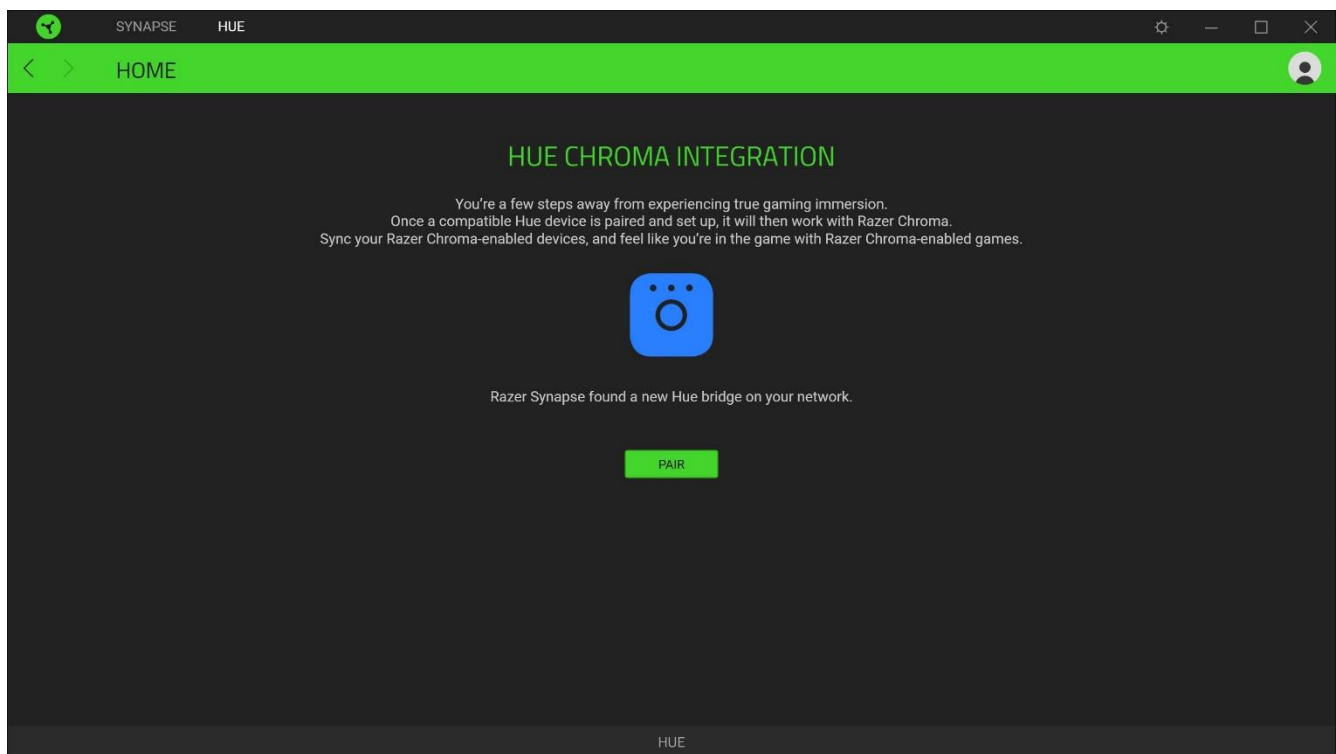 SYNAPSE HUE
HOME
HUE CHROMA INTEGRATION
You're a few steps away from experiencing true gaming immersion.
Once a compatible Hue device is paired and set up, it will then work with Razer Chroma.
Sync your Razer Chroma-enabled devices, and feel like you're in the game with Razer Chroma-enabled games.
Razer Synapse found a new Hue bridge on your network.
PAIR
HUE